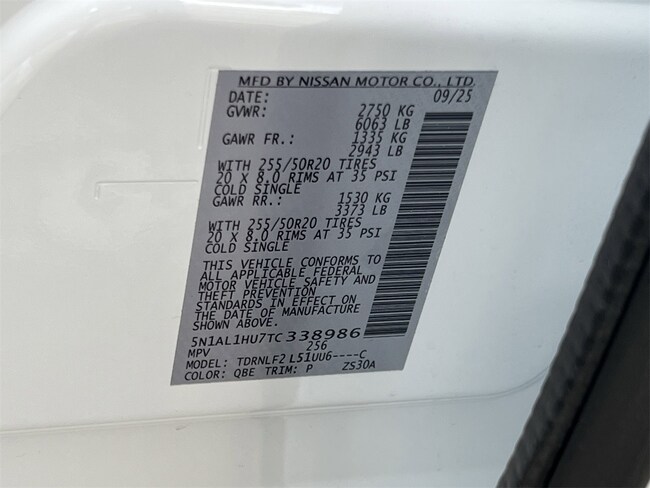 MFD BY NISSAN MOTOR CO., LTD.
DATE: 09/25
GVWR: 2750 KG
6063 LB
GAWR FR.: 1335 KG
2943 LB
WITH 255/50R20 TIRES
20 X 8.0 RIMS AT 35 PSI
COLD SINGLE
GAWR RR.: 1530 KG
3373 LB
WITH 255/50R20 TIRES
20 X 8.0 RIMS AT 35 PSI
COLD SINGLE
THIS VEHICLE CONFORMS TO
ALL APPLICABLE FEDERAL
MOTOR VEHICLE SAFETY AND
THEFT PREVENTION
STANDARDS IN EFFECT ON
THE DATE OF MANUFACTURE
SHOWN ABOVE.
5N1AL1HU7TC338986
MPV 256
MODEL: TDRNLF2 L51UU6----C
COLOR: QBE TRIM: P ZS30A